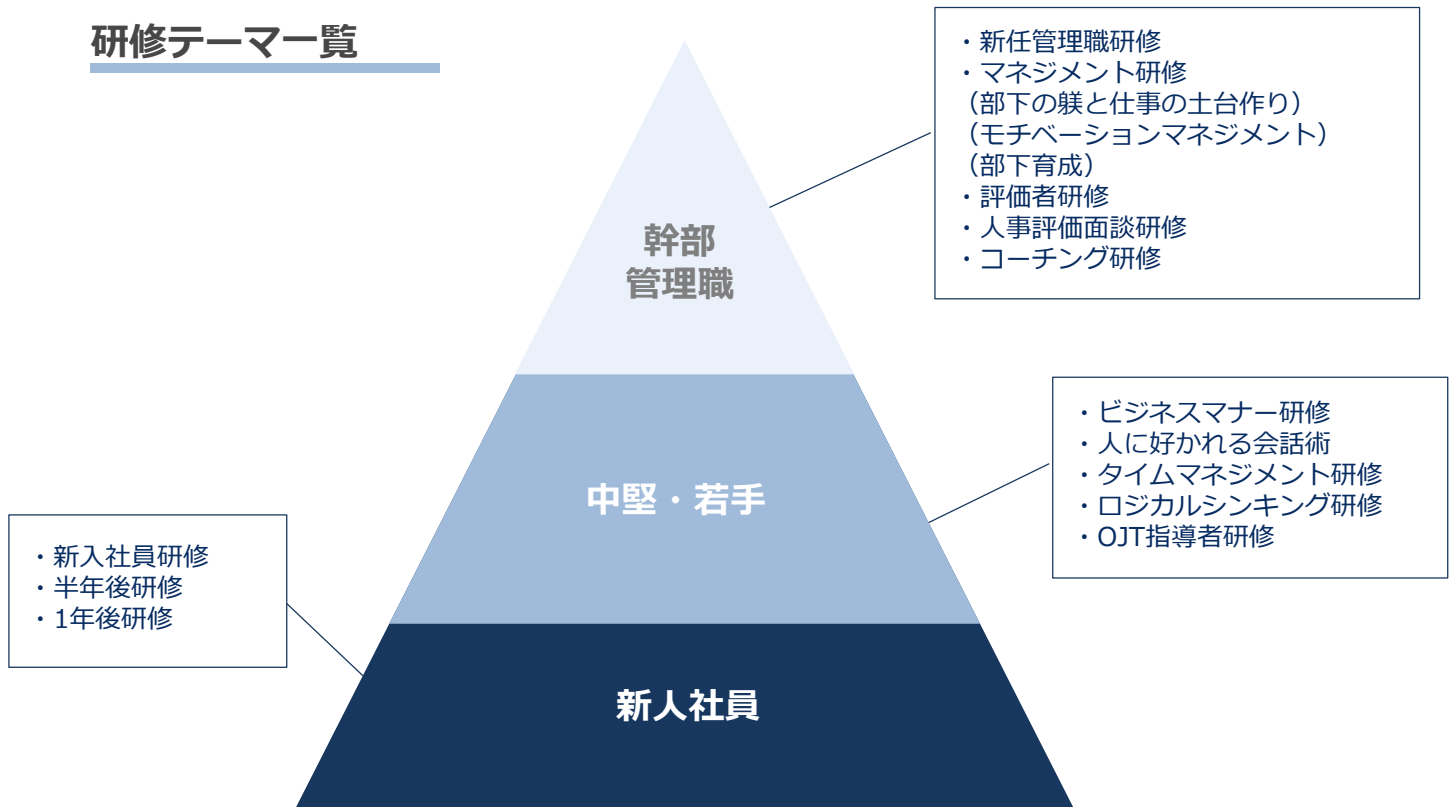 研修テーマ一覧
・新任管理職研修
・マネジメント研修
（部下の躾と仕事の土台作り）
（モチベーションマネジメント）
（部下育成）
・評価者研修
・人事評価面談研修
・コーチング研修
幹部
管理職
・ビジネスマナー研修
・人に好かれる会話術
・タイムマネジメント研修
・ロジカルシンキング研修
・OJT指導者研修
中堅・若手
・新入社員研修
・半年後研修
・1年後研修
新人社員